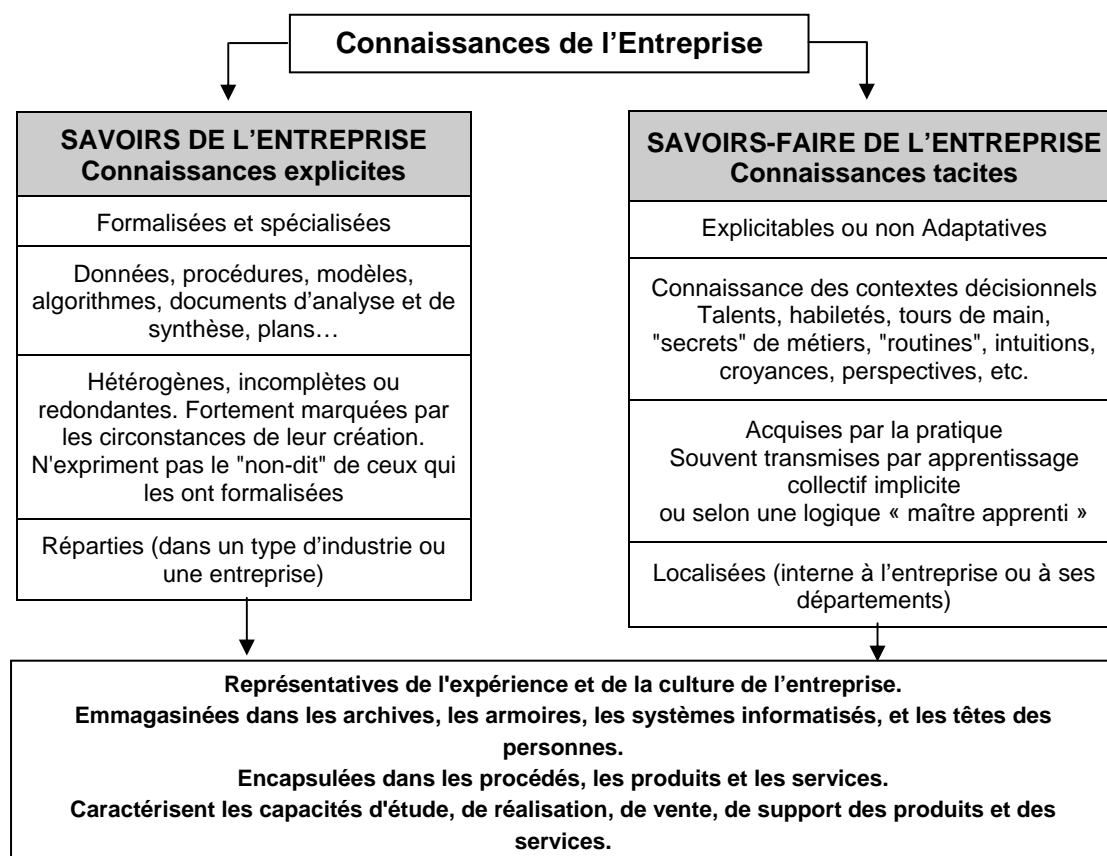 Connaissances de l’Entreprise
SAVOIRS DE L’ENTREPRISE
Connaissances explicites
Formalisées et spécialisées
Données, procédures, modèles,
algorithmes, documents d’analyse et de
synthèse, plans…
Hétérogènes, incomplètes ou
redondantes. Fortement marquées par
les circonstances de leur création.
N'expriment pas le "non-dit" de ceux qui
les ont formalisées
Réparties (dans un type d’industrie ou
une entreprise)
SAVOIRS-FAIRE DE L’ENTREPRISE
Connaissances tacites
Explicitables ou non Adaptatives
Connaissance des contextes décisionnels
Talents, habiletés, tours de main,
"secrets" de métiers, "routines", intuitions,
croyances, perspectives, etc.
Acquises par la pratique
Souvent transmises par apprentissage
collectif implicite
ou selon une logique « maître apprenti »
Localisées (interne à l’entreprise ou à ses
départements)
Représentatives de l'expérience et de la culture de l’entreprise.
Emmagasinées dans les archives, les armoires, les systèmes informatisés, et les têtes des
personnes.
Encapsulées dans les procédés, les produits et les services.
Caractérisent les capacités d'étude, de réalisation, de vente, de support des produits et des
services.